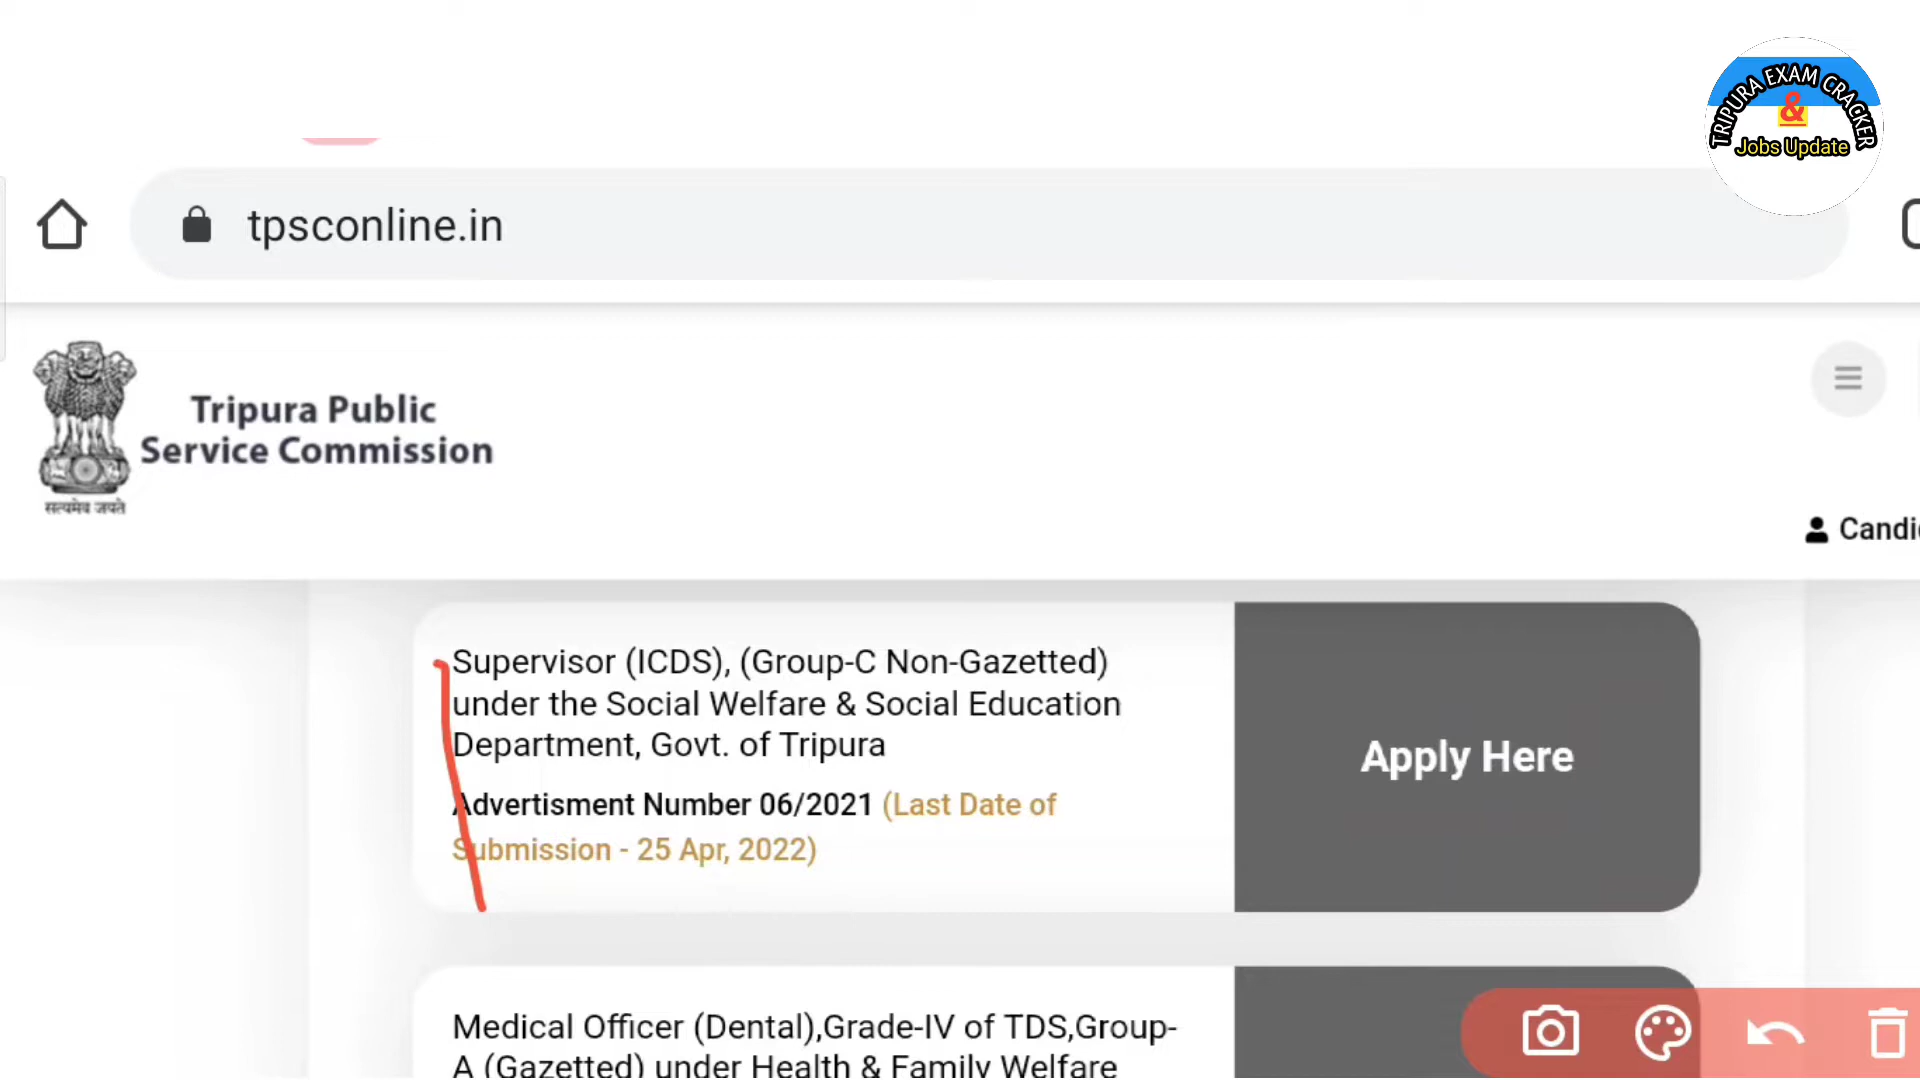 TRIPURA EXAM CRACKER
&
Jobs Update
tpsconline.in
Tripura Public
Service Commission
सत्यमेव जयते
Candi
Supervisor (ICDS), (Group-C Non-Gazetted)
under the Social Welfare & Social Education
Department, Govt. of Tripura
Advertisment Number 06/2021 (Last Date of
Submission - 25 Apr, 2022)
Apply Here
Medical Officer (Dental),Grade-IV of TDS,Group-
A (Gazetted) under Health & Family Welfare